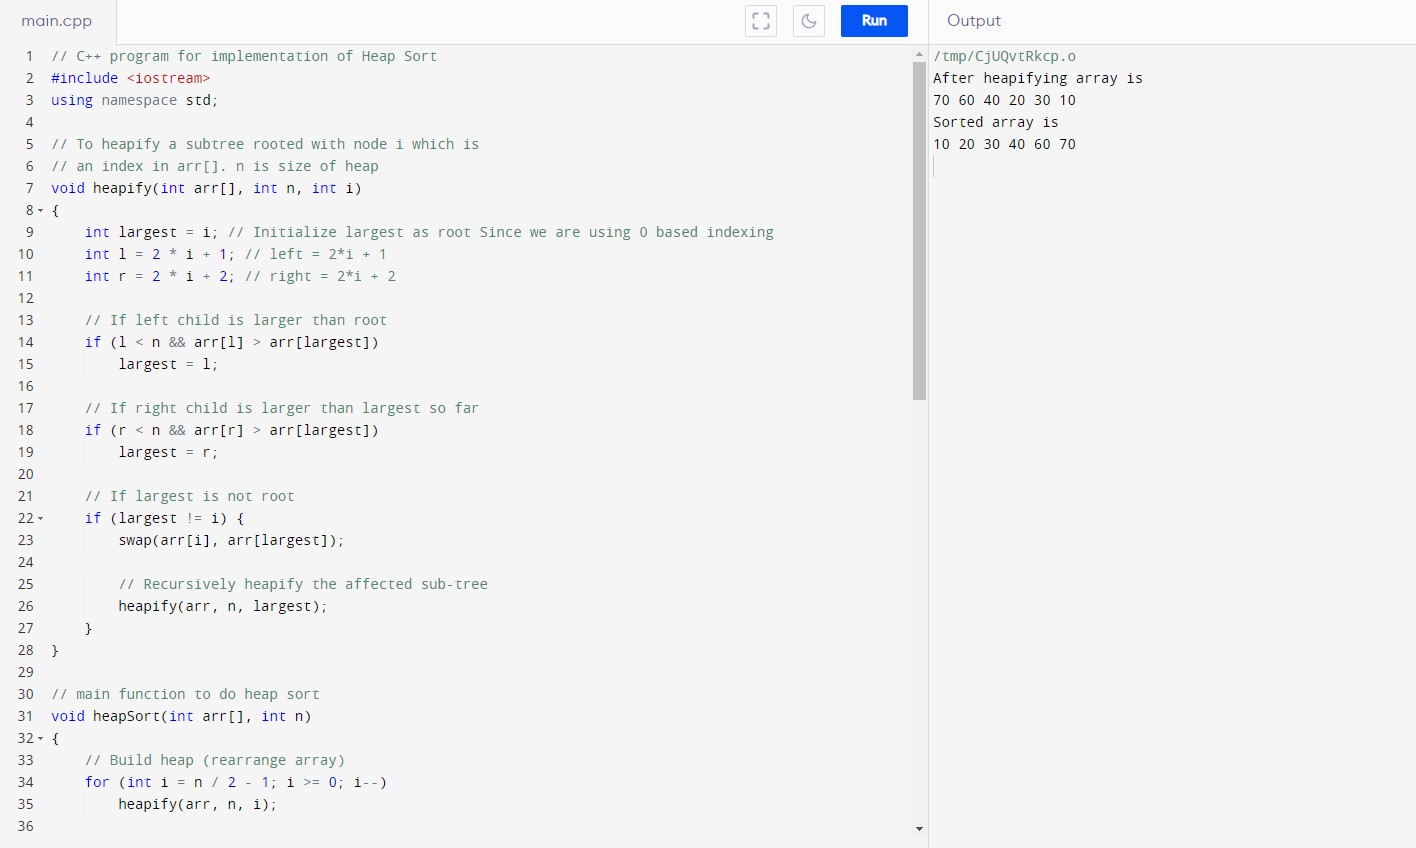 main.cpp
Run
Output
1 // C++ program for implementation of Heap Sort
2 #include <iostream>
3 using namespace std;
4
5 // To heapify a subtree rooted with node i which is
6 // an index in arr[]. n is size of heap
7 void heapify(int arr[], int n, int i)
8 {
9     int largest = i; // Initialize largest as root Since we are using 0 based indexing
10     int l = 2 * i + 1; // left = 2*i + 1
11     int r = 2 * i + 2; // right = 2*i + 2
12
13     // If left child is larger than root
14     if (l < n && arr[l] > arr[largest])
15         largest = l;
16
17     // If right child is larger than largest so far
18     if (r < n && arr[r] > arr[largest])
19         largest = r;
20
21     // If largest is not root
22     if (largest != i) {
23         swap(arr[i], arr[largest]);
24
25         // Recursively heapify the affected sub-tree
26         heapify(arr, n, largest);
27     }
28 }
29
30 // main function to do heap sort
31 void heapSort(int arr[], int n)
32 {
33     // Build heap (rearrange array)
34     for (int i = n / 2 - 1; i >= 0; i--)
35         heapify(arr, n, i);
36
/tmp/CjUQvtRkcp.o
After heapifying array is
70 60 40 20 30 10
Sorted array is
10 20 30 40 60 70